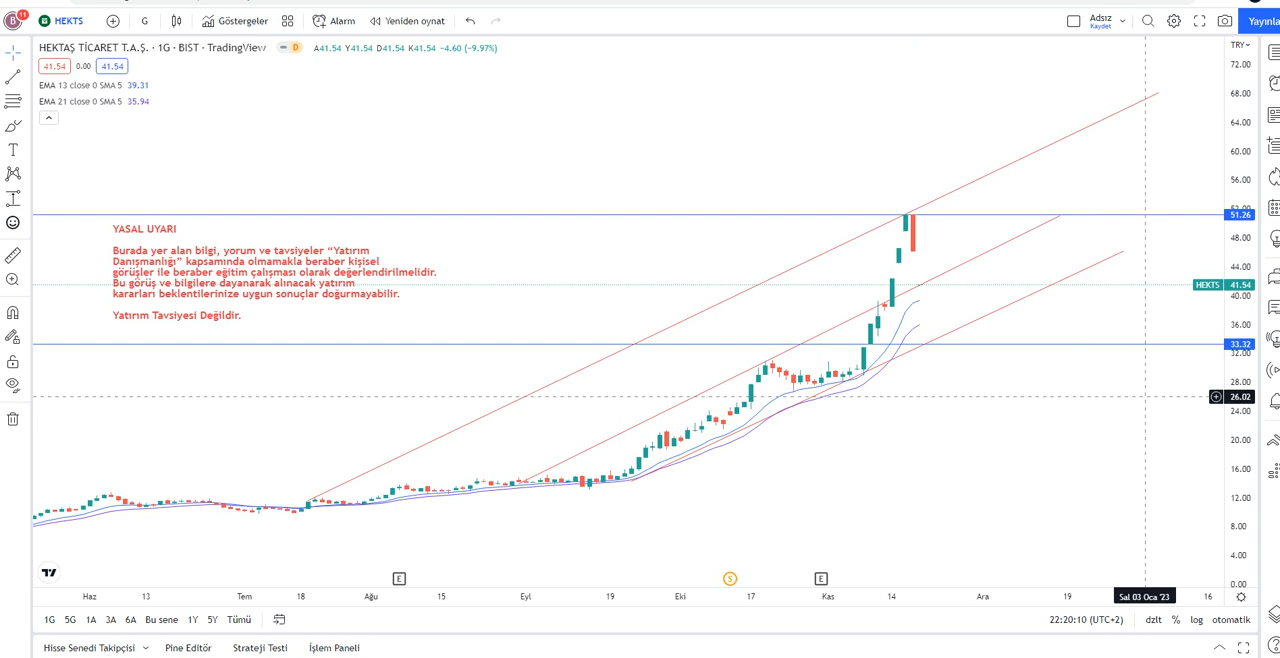 B 11 HEKTS G Göstergeler Alarm Yeniden oynat Adsız Kaydet Yayınla
HEKTAŞ TİCARET T.A.Ş. · 1G · BIST · TradingView D A41.54 Y41.54 D41.54 K41.54 −4.60 (−9.97%)
TRY
41.54 0.00 41.54
EMA 13 close 0 SMA 5 39.31
EMA 21 close 0 SMA 5 35.94
YASAL UYARI
Burada yer alan bilgi, yorum ve tavsiyeler “Yatırım
Danışmanlığı” kapsamında olmamakla beraber kişisel
görüşler ile beraber eğitim çalışması olarak değerlendirilmelidir.
Bu görüş ve bilgilere dayanarak alınacak yatırım
kararları beklentilerinize uygun sonuçlar doğurmayabilir.
Yatırım Tavsiyesi Değildir.
72.00
68.00
64.00
60.00
56.00
52.00
51.26
48.00
44.00
HEKTS 41.54
40.00
36.00
33.32
32.00
28.00
26.02
24.00
20.00
16.00
12.00
8.00
4.00
0.00
E S E
Haz 13 Tem 18 Ağu 15 Eyl 19 Eki 17 Kas 14 Ara 19 Sal 03 Oca '23 16
1G 5G 1A 3A 6A Bu sene 1Y 5Y Tümü 22:20:10 (UTC+2) dzlt % log otomatik
Hisse Senedi Takipçisi Pine Editör Strateji Testi İşlem Paneli